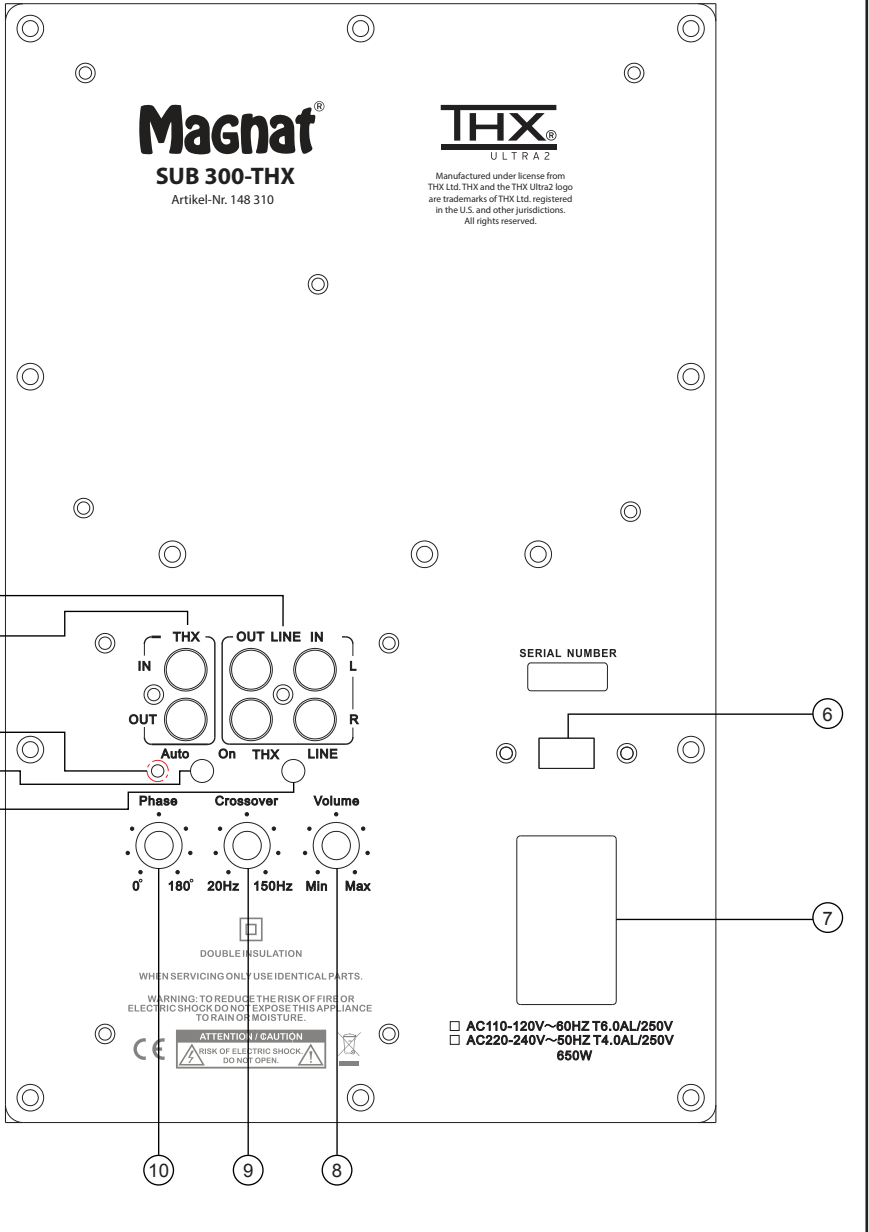 Magnat®
SUB 300-THX
Artikel-Nr. 148 310
THX®
ULTRA2
Manufactured under license from
THX Ltd. THX and the THX Ultra2 logo
are trademarks of THX Ltd. registered
in the U.S. and other jurisdictions.
All rights reserved.
THX
OUT LINE IN
IN
L
OUT
R
Auto
On
THX
LINE
SERIAL NUMBER
6
Phase
Crossover
Volume
0°
180°
20Hz
150Hz
Min
Max
7
DOUBLE INSULATION
WHEN SERVICING ONLY USE IDENTICAL PARTS.
WARNING: TO REDUCE THE RISK OF FIRE OR
ELECTRIC SHOCK DO NOT EXPOSE THIS APPLIANCE
TO RAIN OR MOISTURE.
CE
ATTENTION / CAUTION
RISK OF ELECTRIC SHOCK.
DO NOT OPEN.
□ AC110-120V~60HZ T6.0AL/250V
□ AC220-240V~50HZ T4.0AL/250V
650W
10
9
8